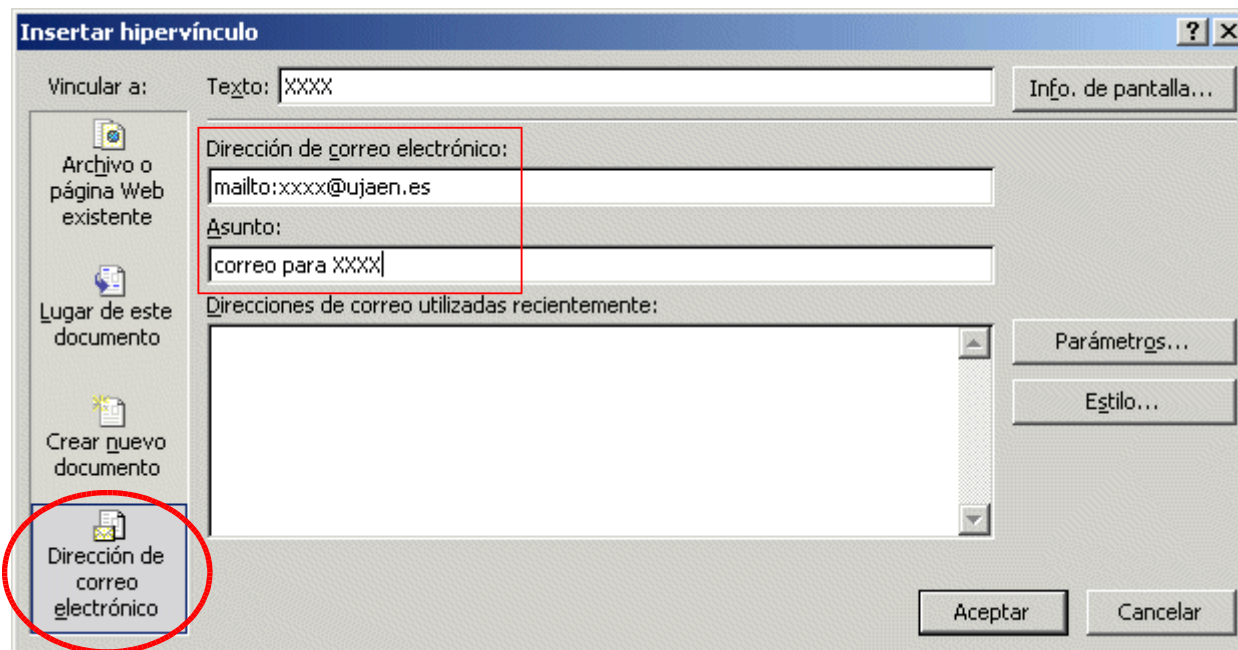 Insertar hipervínculo
Vincular a:
Texto: XXXX
Info. de pantalla...
Archivo o
página Web
existente
Lugar de este
documento
Crear nuevo
documento
Dirección de
correo
electrónico
Dirección de correo electrónico:
mailto:xxxx@ujaen.es
Asunto:
correo para XXXX
Direcciones de correo utilizadas recientemente:
Parámetros...
Estilo...
Aceptar
Cancelar